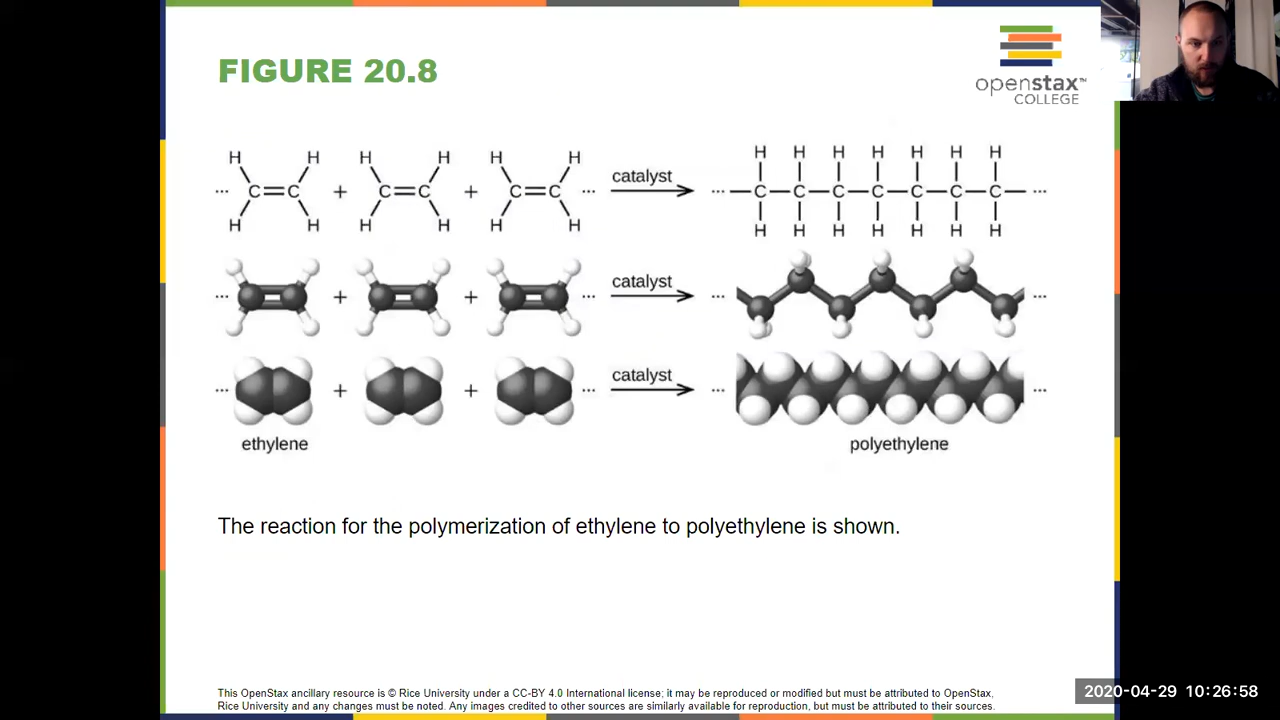 FIGURE 20.8
openstax™
COLLEGE
H H H H H H H H H H H H H
... C=C + C=C + C=C ... catalyst ... —C—C—C—C—C—C—C— ...
H H H H H H H H H H H H H
... + + ... catalyst ... ...
... + + ... catalyst ... ...
ethylene polyethylene
The reaction for the polymerization of ethylene to polyethylene is shown.
This OpenStax ancillary resource is © Rice University under a CC-BY 4.0 International license; it may be reproduced or modified but must be attributed to OpenStax,
Rice University and any changes must be noted. Any images credited to other sources are similarly available for reproduction, but must be attributed to their sources.
2020-04-29 10:26:58